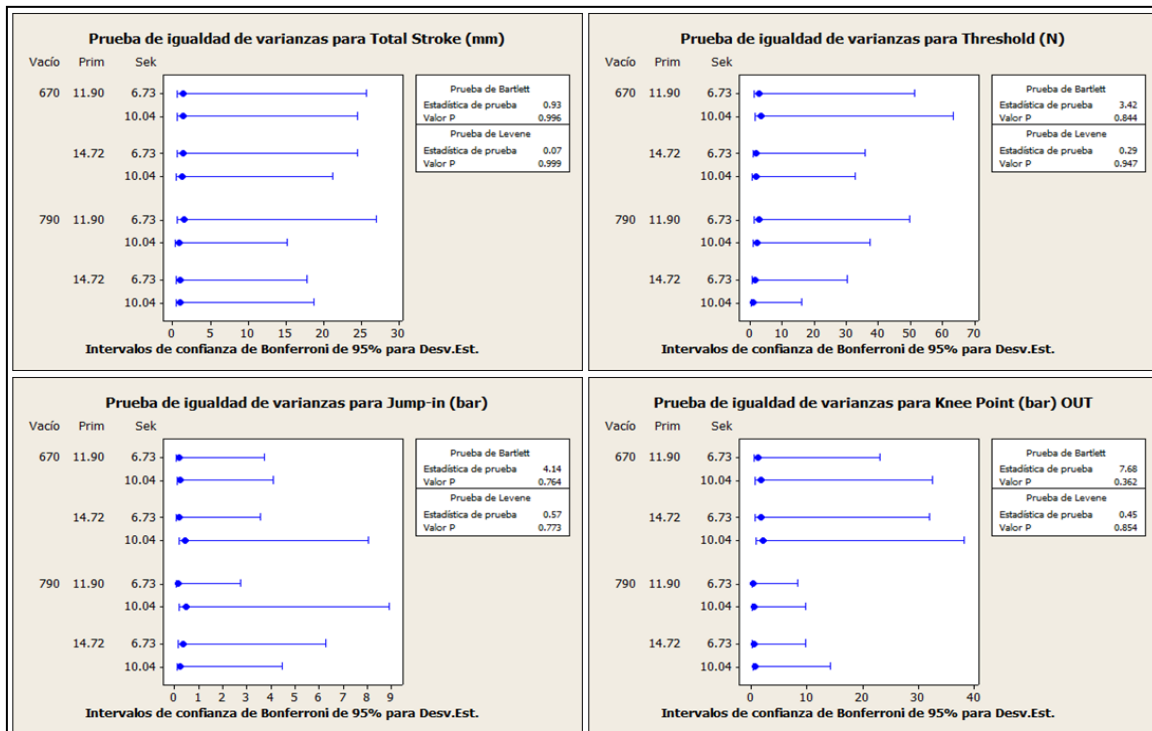 Prueba de igualdad de varianzas para Total Stroke (mm)
Vacío Prim Sek
670 11.90 6.73
10.04
14.72 6.73
10.04
790 11.90 6.73
10.04
14.72 6.73
10.04
0 5 10 15 20 25 30
Intervalos de confianza de Bonferroni de 95% para Desv.Est.
Prueba de Bartlett
Estadística de prueba 0.93
Valor P 0.996
Prueba de Levene
Estadística de prueba 0.07
Valor P 0.999
Prueba de igualdad de varianzas para Threshold (N)
Vacío Prim Sek
670 11.90 6.73
10.04
14.72 6.73
10.04
790 11.90 6.73
10.04
14.72 6.73
10.04
0 10 20 30 40 50 60 70
Intervalos de confianza de Bonferroni de 95% para Desv.Est.
Prueba de Bartlett
Estadística de prueba 3.42
Valor P 0.844
Prueba de Levene
Estadística de prueba 0.29
Valor P 0.947
Prueba de igualdad de varianzas para Jump-in (bar)
Vacío Prim Sek
670 11.90 6.73
10.04
14.72 6.73
10.04
790 11.90 6.73
10.04
14.72 6.73
10.04
0 1 2 3 4 5 6 7 8 9
Intervalos de confianza de Bonferroni de 95% para Desv.Est.
Prueba de Bartlett
Estadística de prueba 4.14
Valor P 0.764
Prueba de Levene
Estadística de prueba 0.57
Valor P 0.773
Prueba de igualdad de varianzas para Knee Point (bar) OUT
Vacío Prim Sek
670 11.90 6.73
10.04
14.72 6.73
10.04
790 11.90 6.73
10.04
14.72 6.73
10.04
0 10 20 30 40
Intervalos de confianza de Bonferroni de 95% para Desv.Est.
Prueba de Bartlett
Estadística de prueba 7.68
Valor P 0.362
Prueba de Levene
Estadística de prueba 0.45
Valor P 0.854